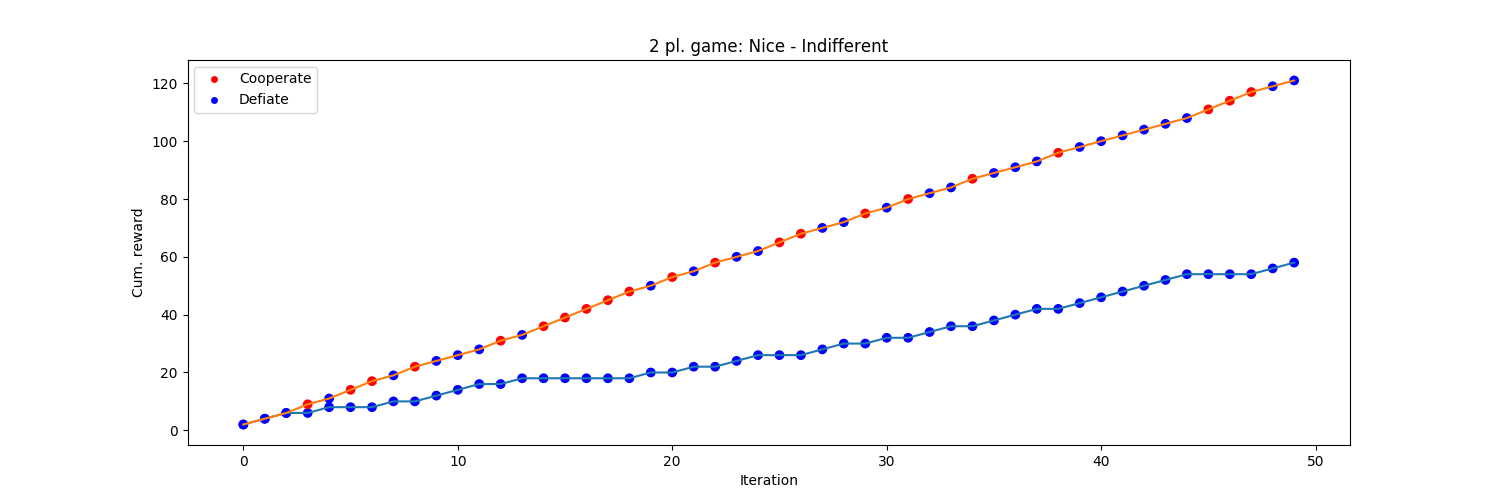 2 pl. game: Nice - Indifferent
Cooperate
Defiate
120
100
80
60
40
20
0
Cum. reward
0 10 20 30 40 50
Iteration